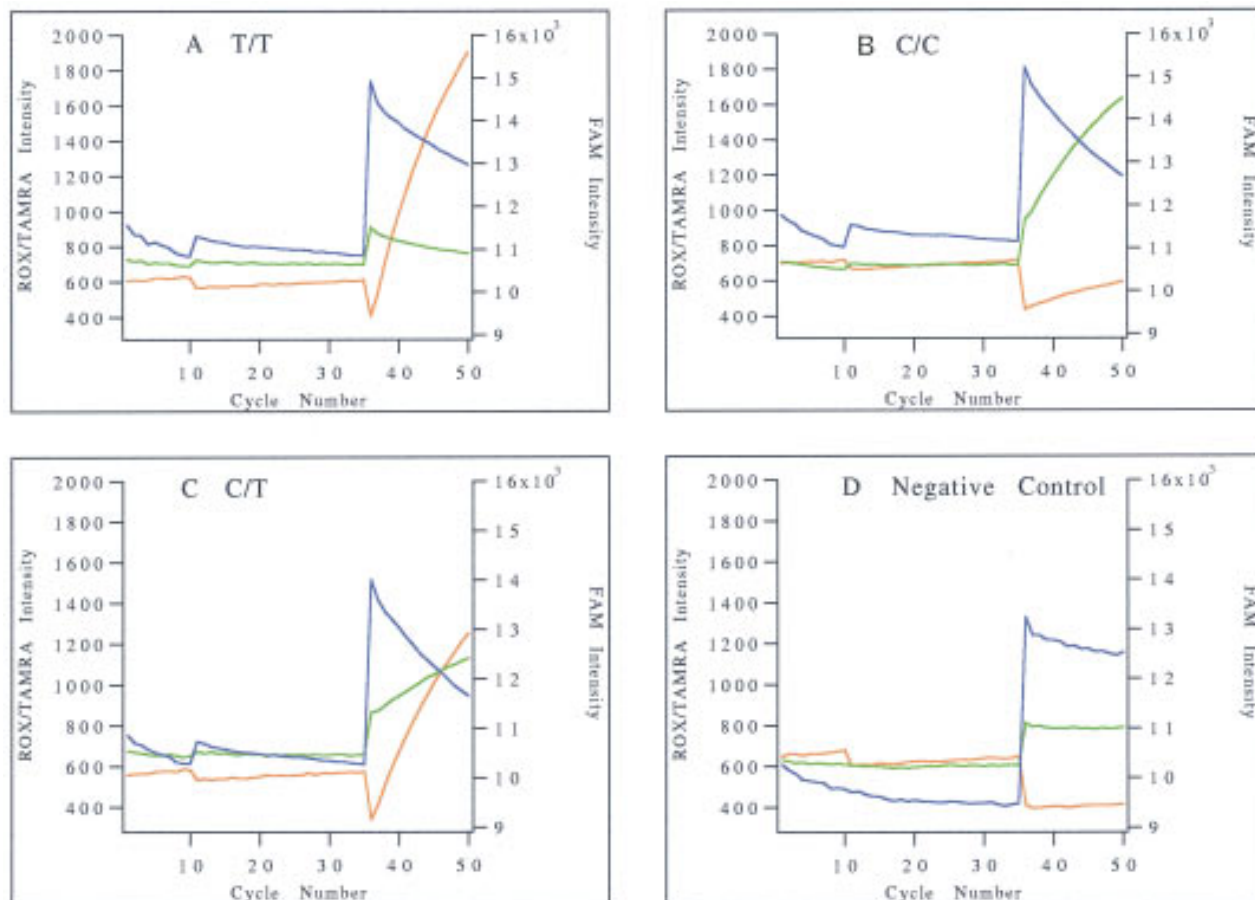 A T/T
2000
1800
1600
1400
1200
1000
800
600
400
ROX/TAMRA Intensity
16x10³
15
14
13
12
11
10
9
FAM Intensity
10 20 30 40 50
Cycle Number
B C/C
2000
1800
1600
1400
1200
1000
800
600
400
ROX/TAMRA Intensity
16x10³
15
14
13
12
11
10
9
FAM Intensity
10 20 30 40 50
Cycle Number
C C/T
2000
1800
1600
1400
1200
1000
800
600
400
ROX/TAMRA Intensity
16x10³
15
14
13
12
11
10
9
FAM Intensity
10 20 30 40 50
Cycle Number
D Negative Control
2000
1800
1600
1400
1200
1000
800
600
400
ROX/TAMRA Intensity
16x10³
15
14
13
12
11
10
9
FAM Intensity
10 20 30 40 50
Cycle Number